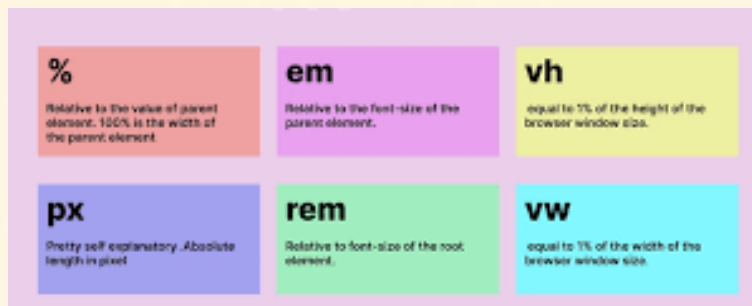 %
Relative to the value of parent
element. 100% is the width of
the parent element
em
Relative to the font-size of the
parent element.
vh
equal to 1% of the height of the
browser window size.
px
Pretty self explanatory .Absolute
length in pixel
rem
Relative to font-size of the root
element.
vw
equal to 1% of the width of the
browser window size.